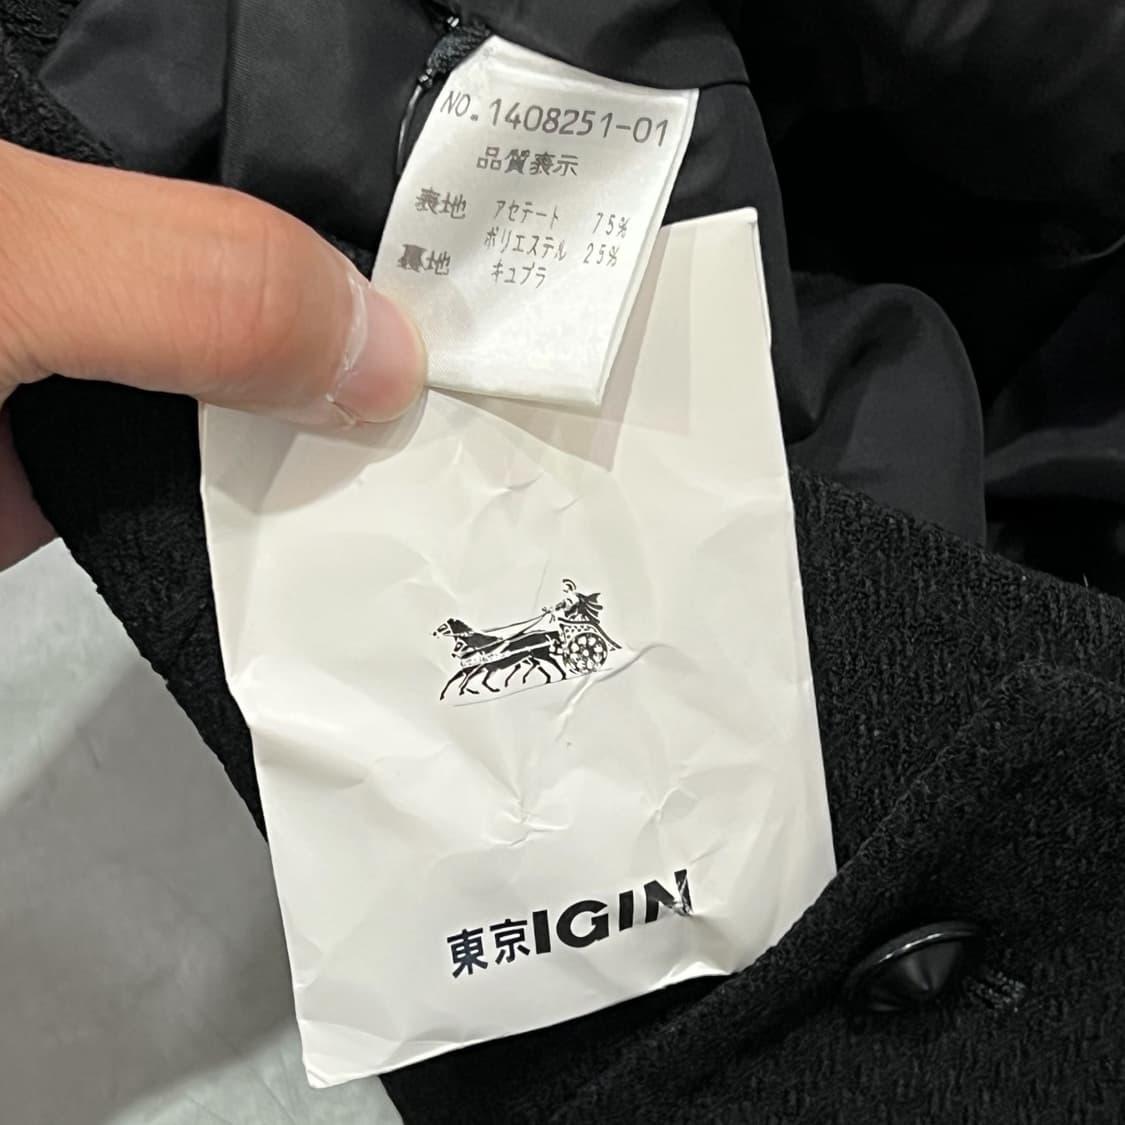 NO.1408251-01
品質表示
表地 アセテート 75%
ポリエステル 25%
裏地 キュプラ
東京IGIN